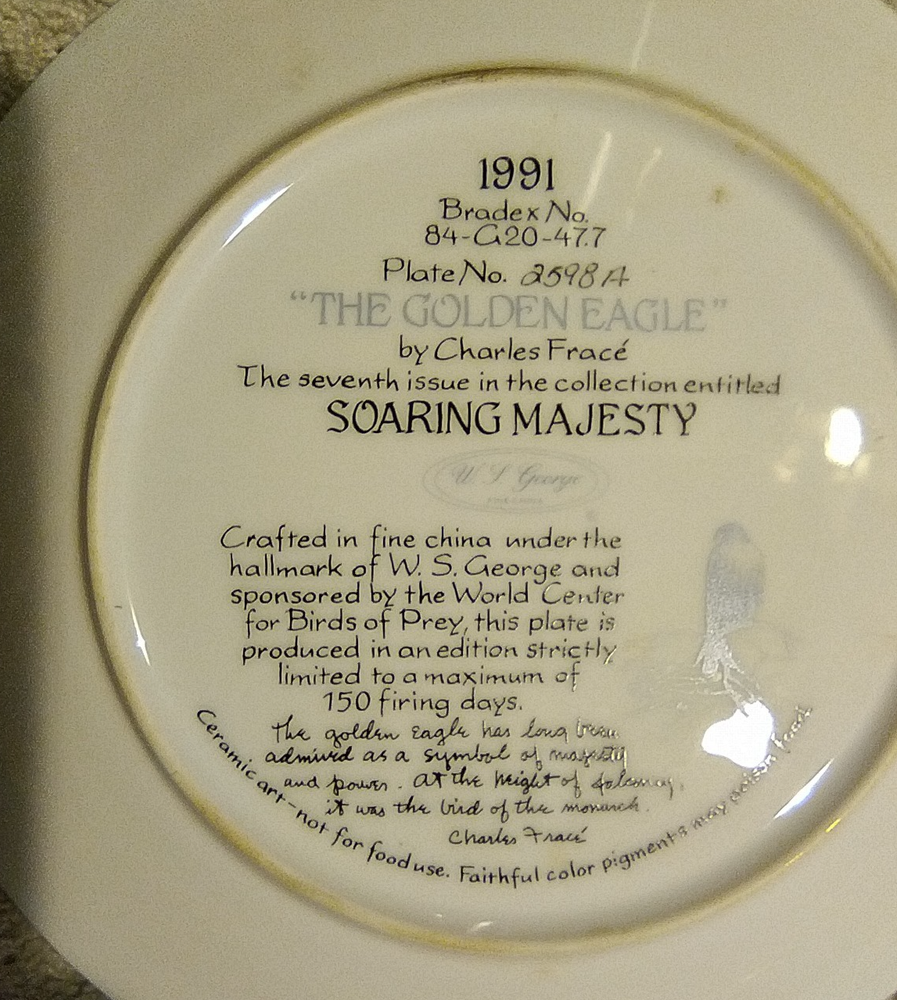 1991
Bradex No.
84-G20-47.7
Plate No. 2598A
"THE GOLDEN EAGLE"
by Charles Fracé
The seventh issue in the collection entitled
SOARING MAJESTY
W. S. George
FINE CHINA
Crafted in fine china under the
hallmark of W. S. George and
sponsored by the World Center
for Birds of Prey, this plate is
produced in an edition strictly
limited to a maximum of
150 firing days.
The golden eagle has long been
admired as a symbol of majesty
and power. At the height of falconry,
it was the bird of the monarch.
Charles Fracé
Ceramic art-not for food use. Faithful color pigments may poison food.